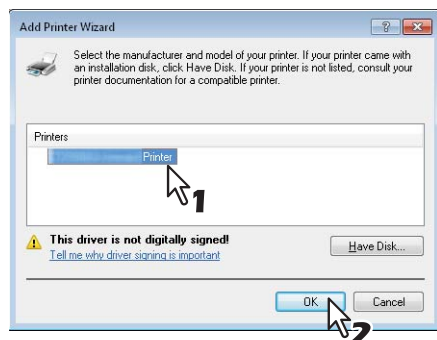 Add Printer Wizard
Select the manufacturer and model of your printer. If your printer came with
an installation disk, click Have Disk. If your printer is not listed, consult your
printer documentation for a compatible printer.
Printers
Printer
1
This driver is not digitally signed!
Tell me why driver signing is important
Have Disk...
OK
Cancel
2